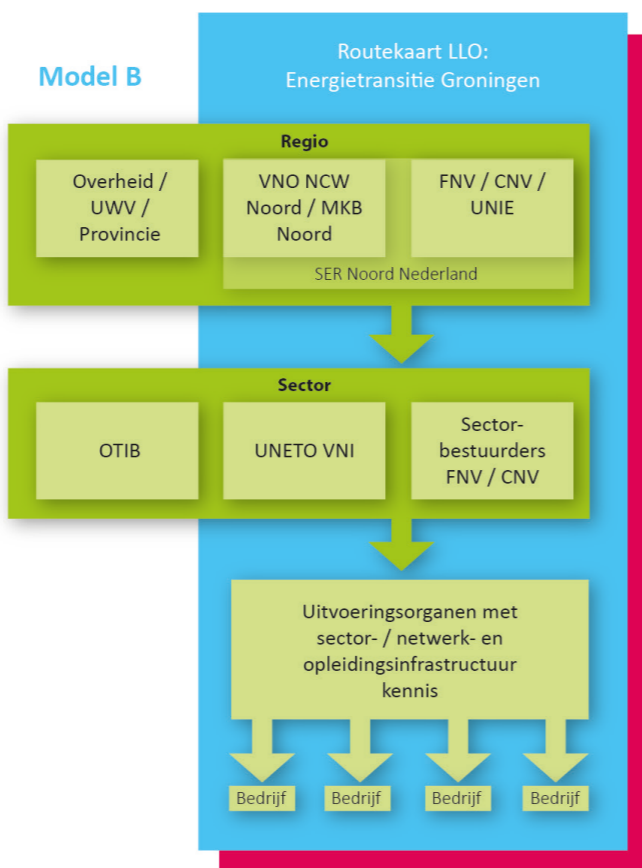 Model B
Routekaart LLO:
Energietransitie Groningen
Regio
Overheid /
UWV /
Provincie
VNO NCW
Noord / MKB
Noord
FNV / CNV /
UNIE
SER Noord Nederland
Sector
OTIB
UNETO VNI
Sector-
bestuurders
FNV / CNV
Uitvoeringsorganen met
sector- / netwerk- en
opleidingsinfrastructuur
kennis
Bedrijf
Bedrijf
Bedrijf
Bedrijf